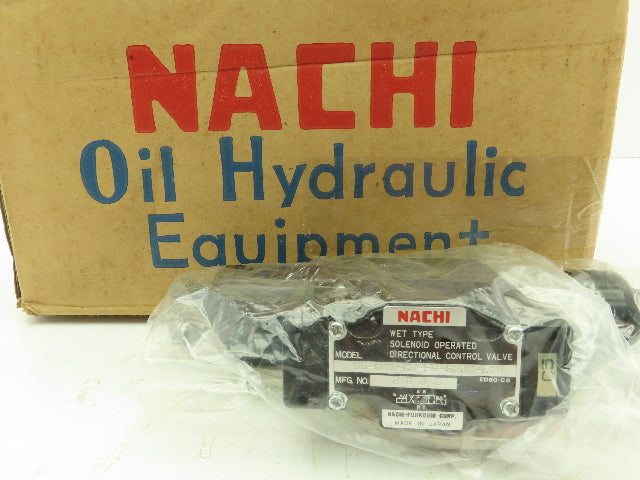 NACHI
Oil Hydraulic
Equipment
NACHI
WET TYPE
SOLENOID OPERATED
MODEL DIRECTIONAL CONTROL VALVE
MFG. NO. ED60-C6
A B
NACHI-FUJIKOSHI CORP.
MADE IN JAPAN